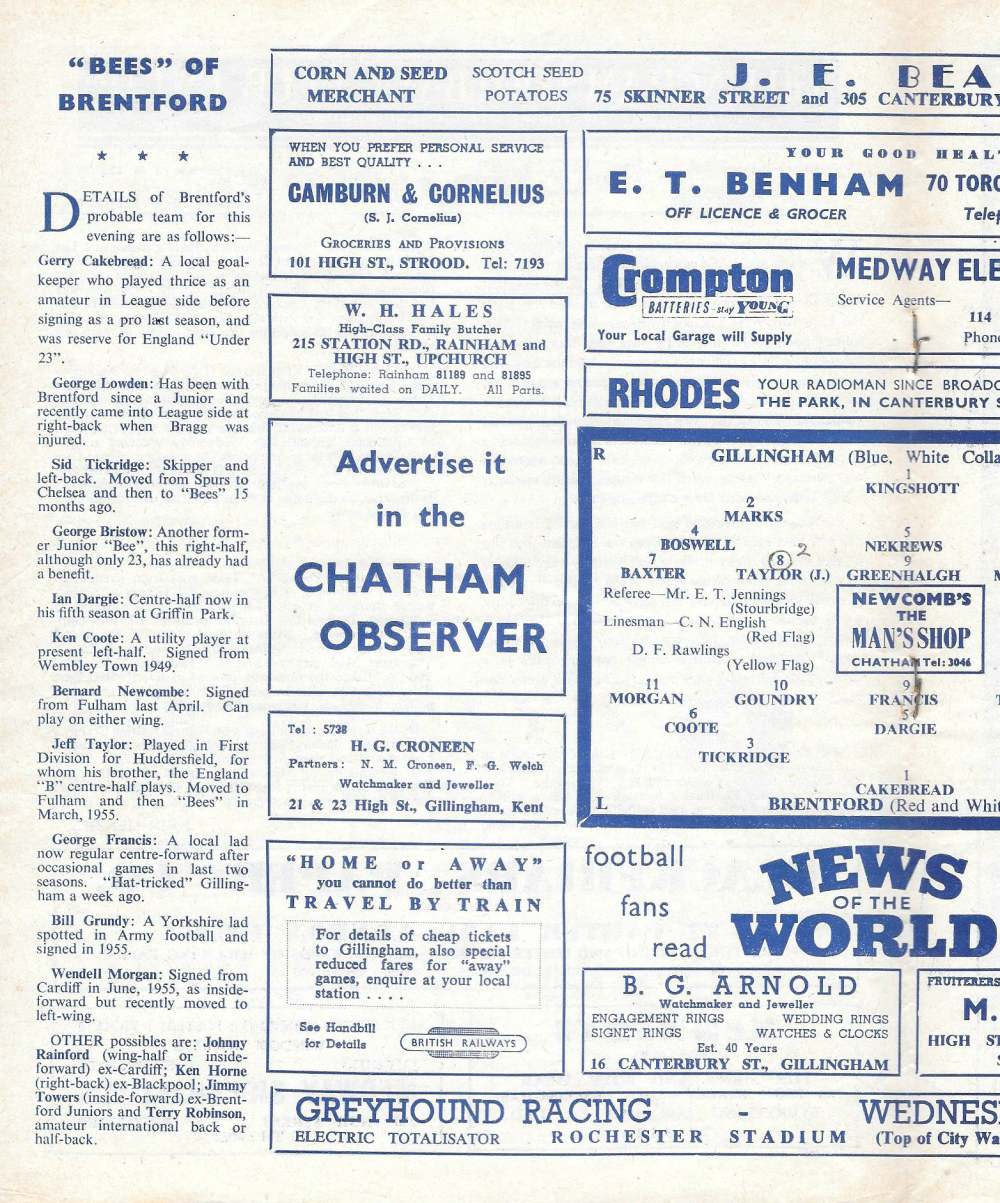 "BEES" OF
BRENTFORD
★ ★ ★
DETAILS of Brentford's
probable team for this
evening are as follows:—
Gerry Cakebread: A local goal-
keeper who played thrice as an
amateur in League side before
signing as a pro last season, and
was reserve for England "Under
23".
George Lowden: Has been with
Brentford since a Junior and
recently came into League side at
right-back when Bragg was
injured.
Sid Tickridge: Skipper and
left-back. Moved from Spurs to
Chelsea and then to "Bees" 15
months ago.
George Bristow: Another form-
er Junior "Bee", this right-half,
although only 23, has already had
a benefit.
Ian Dargie: Centre-half now in
his fifth season at Griffin Park.
Ken Coote: A utility player at
present left-half. Signed from
Wembley Town 1949.
Bernard Newcombe: Signed
from Fulham last April. Can
play on either wing.
Jeff Taylor: Played in First
Division for Huddersfield, for
whom his brother, the England
"B" centre-half plays. Moved to
Fulham and then "Bees" in
March, 1955.
George Francis: A local lad
now regular centre-forward after
occasional games in last two
seasons. "Hat-tricked" Gilling-
ham a week ago.
Bill Grundy: A Yorkshire lad
spotted in Army football and
signed in 1955.
Wendell Morgan: Signed from
Cardiff in June, 1955, as inside-
forward but recently moved to
left-wing.
OTHER possibles are: Johnny
Rainford (wing-half or inside-
forward) ex-Cardiff; Ken Horne
(right-back) ex-Blackpool; Jimmy
Towers (inside-forward) ex-Brent-
ford Juniors and Terry Robinson,
amateur international back or
half-back.
CORN AND SEED SCOTCH SEED J. E. BEA
MERCHANT POTATOES 75 SKINNER STREET and 305 CANTERBURY
WHEN YOU PREFER PERSONAL SERVICE
AND BEST QUALITY . . .
CAMBURN & CORNELIUS
(S. J. Cornelius)
GROCERIES AND PROVISIONS
101 HIGH ST., STROOD. Tel: 7193
W. H. HALES
High-Class Family Butcher
215 STATION RD., RAINHAM and
HIGH ST., UPCHURCH
Telephone: Rainham 81189 and 81895
Families waited on DAILY. All Parts.
Advertise it
in the
CHATHAM
OBSERVER
Tel : 5738
H. G. CRONEEN
Partners: N. M. Croneen, F. G. Welch
Watchmaker and Jeweller
21 & 23 High St., Gillingham, Kent
"HOME or AWAY"
you cannot do better than
TRAVEL BY TRAIN
For details of cheap tickets
to Gillingham, also special
reduced fares for "away"
games, enquire at your local
station . . . .
See Handbill
for Details
BRITISH RAILWAYS
YOUR GOOD HEAL
E. T. BENHAM 70 TORO
OFF LICENCE & GROCER Telep
Crompton MEDWAY ELE
BATTERIES-stay YOUNG Service Agents—
114
Your Local Garage will Supply Phone
RHODES YOUR RADIOMAN SINCE BROADC
THE PARK, IN CANTERBURY S
R GILLINGHAM (Blue, White Colla
1
KINGSHOTT
2
MARKS
4 5
BOSWELL NEKREWS
7 8 2 9
BAXTER TAYLOR (J.) GREENHALGH M
Referee—Mr. E. T. Jennings
(Stourbridge)
Linesman—C. N. English
(Red Flag)
D. F. Rawlings
(Yellow Flag)
NEWCOMB'S
THE
MAN'S SHOP
CHATHAM Tel: 3046
11 10 9
MORGAN GOUNDRY FRANCIS T
6 5
COOTE DARGIE
3
TICKRIDGE
1
CAKEBREAD
L BRENTFORD (Red and Whit
football
fans
read
NEWS
OF THE
WORLD
B. G. ARNOLD
Watchmaker and Jeweller
ENGAGEMENT RINGS WEDDING RINGS
SIGNET RINGS WATCHES & CLOCKS
Est. 40 Years
16 CANTERBURY ST., GILLINGHAM
FRUITERERS
M.
HIGH ST
S
GREYHOUND RACING - WEDNES
ELECTRIC TOTALISATOR ROCHESTER STADIUM (Top of City Wa